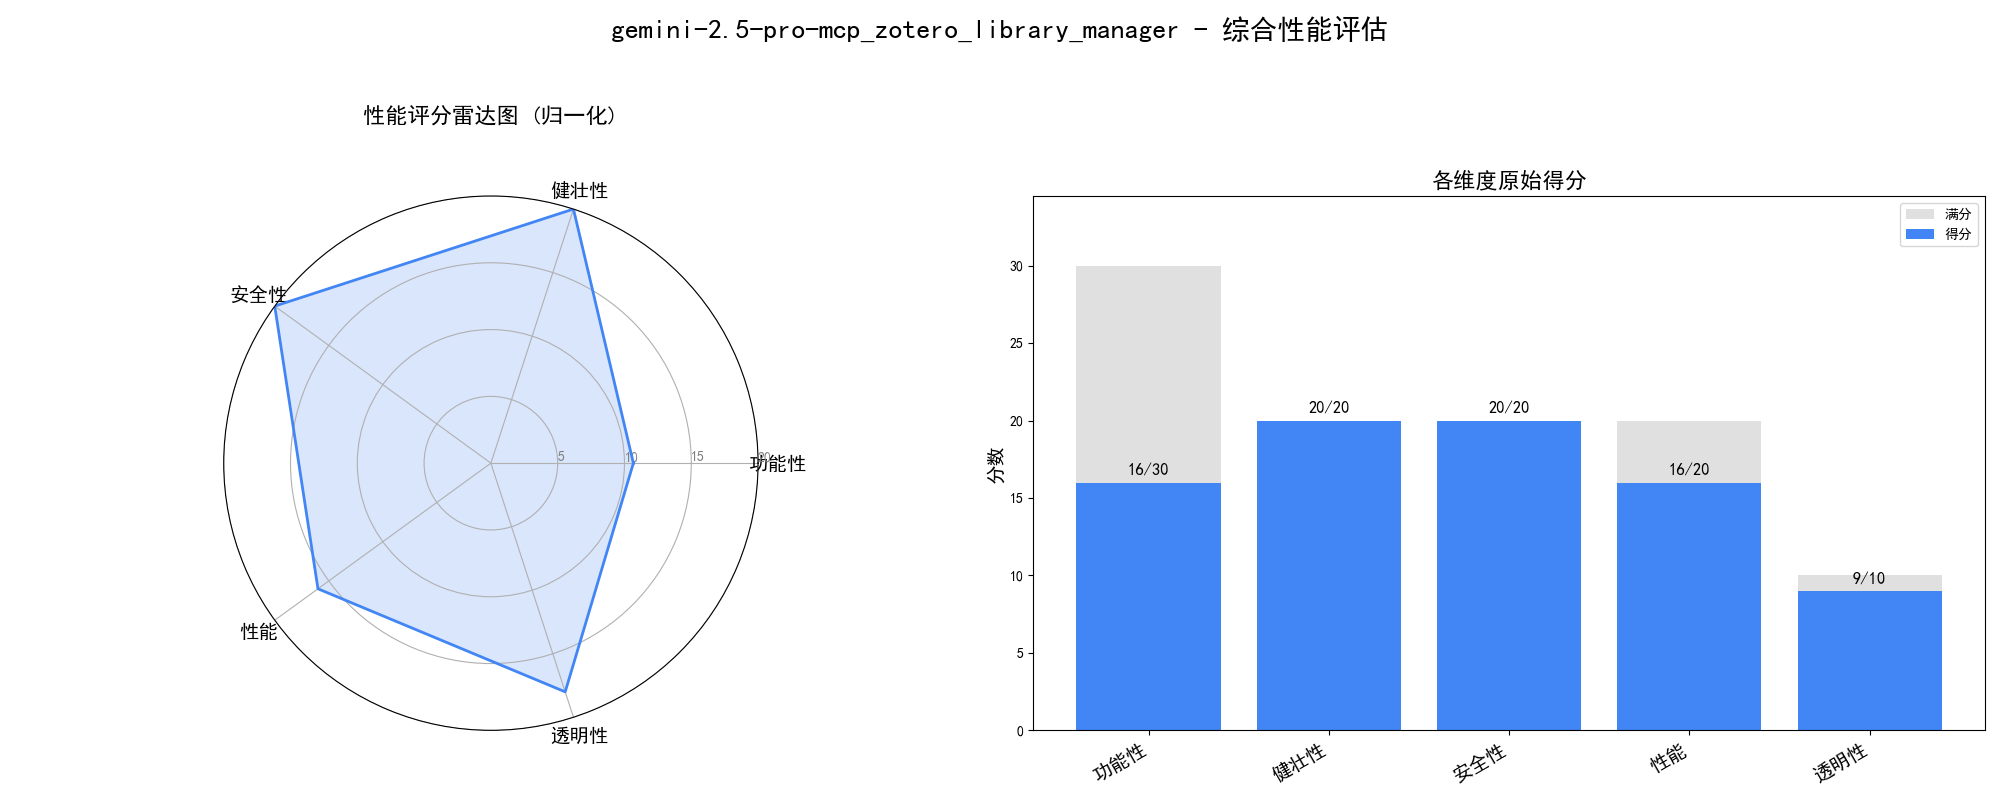 gemini-2.5-pro-mcp_zotero_library_manager - 综合性能评估
性能评分雷达图 (归一化)
健壮性
安全性
功能性
5
10
15
20
性能
透明性
各维度原始得分
满分
得分
分数
30
25
20
15
10
5
0
16/30
20/20
20/20
16/20
9/10
功能性
健壮性
安全性
性能
透明性